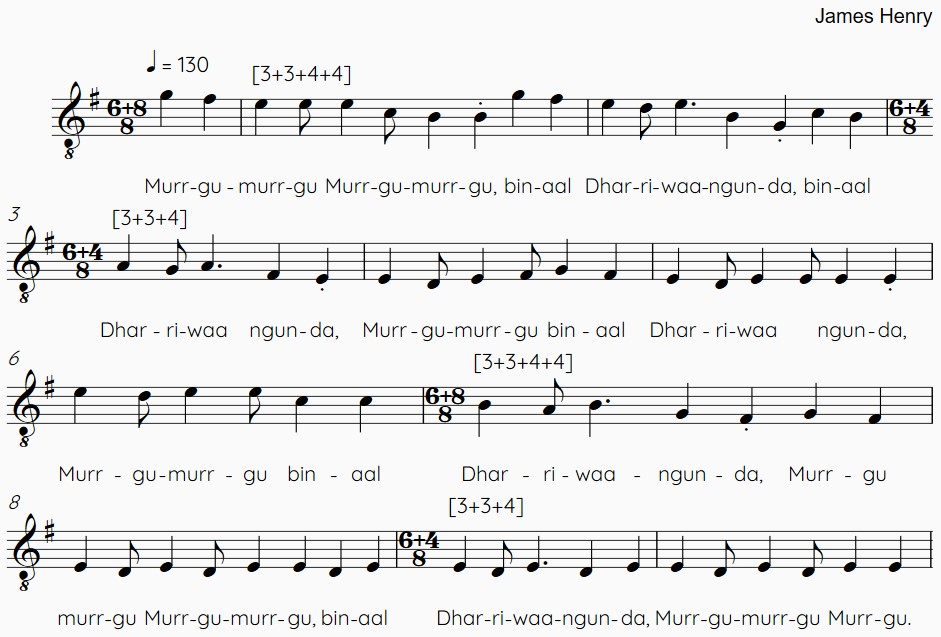 James Henry
♩ = 130
[3+3+4+4]
6+8
8
6+4
8
Murr-gu - murr-gu Murr-gu-murr-gu, bin-aal Dhar-ri-waa-ngun-da, bin-aal
3
[3+3+4]
6+4
8
Dhar - ri-waa ngun-da, Murr-gu-murr-gu bin - aal Dhar - ri-waa ngun-da,
6
[3+3+4+4]
6+8
8
Murr - gu-murr - gu bin - aal Dhar - ri - waa - ngun - da, Murr - gu
8
[3+3+4]
6+4
8
murr-gu Murr-gu-murr-gu, bin-aal Dhar-ri-waa-ngun-da, Murr-gu-murr-gu Murr-gu.